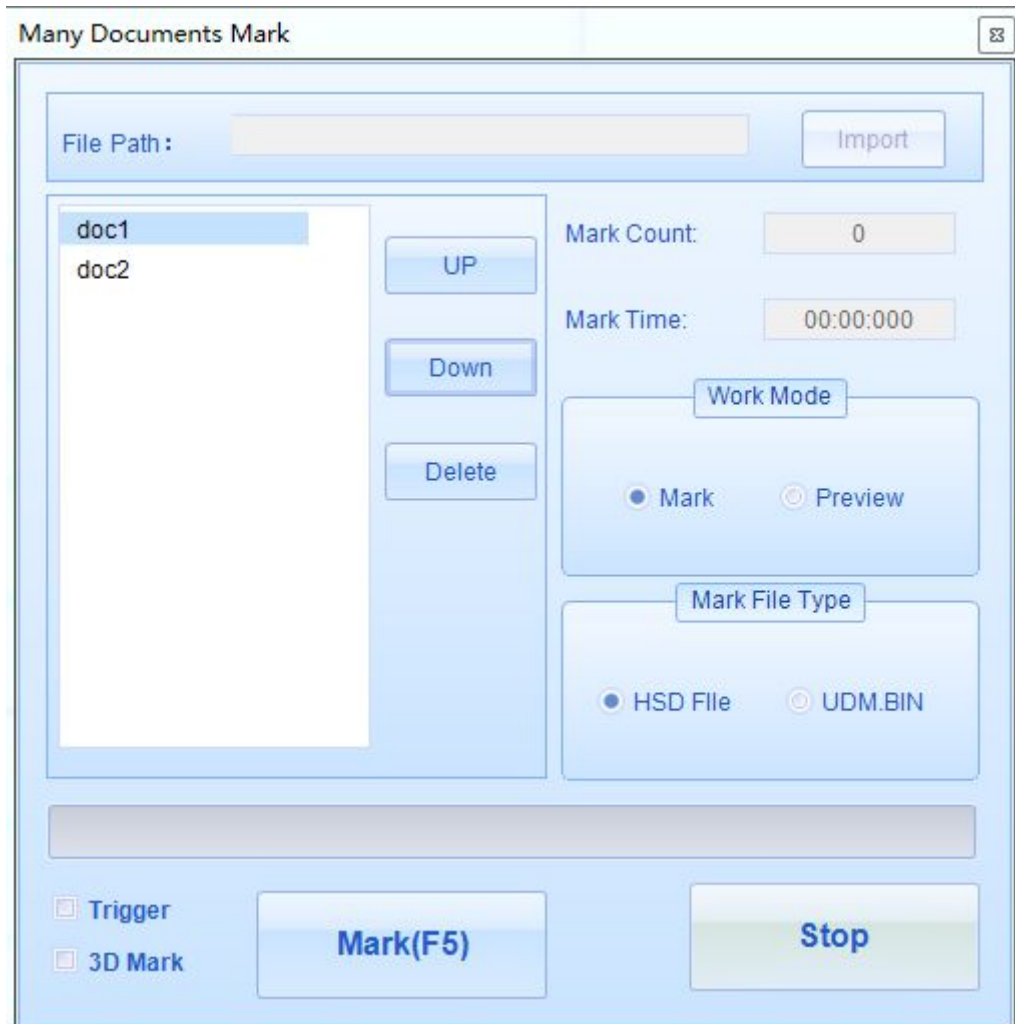 Many Documents Mark
File Path:
Import
doc1
doc2
UP
Down
Delete
Mark Count:
0
Mark Time:
00:00:000
Work Mode
Mark
Preview
Mark File Type
HSD FIle
UDM.BIN
Trigger
3D Mark
Mark(F5)
Stop